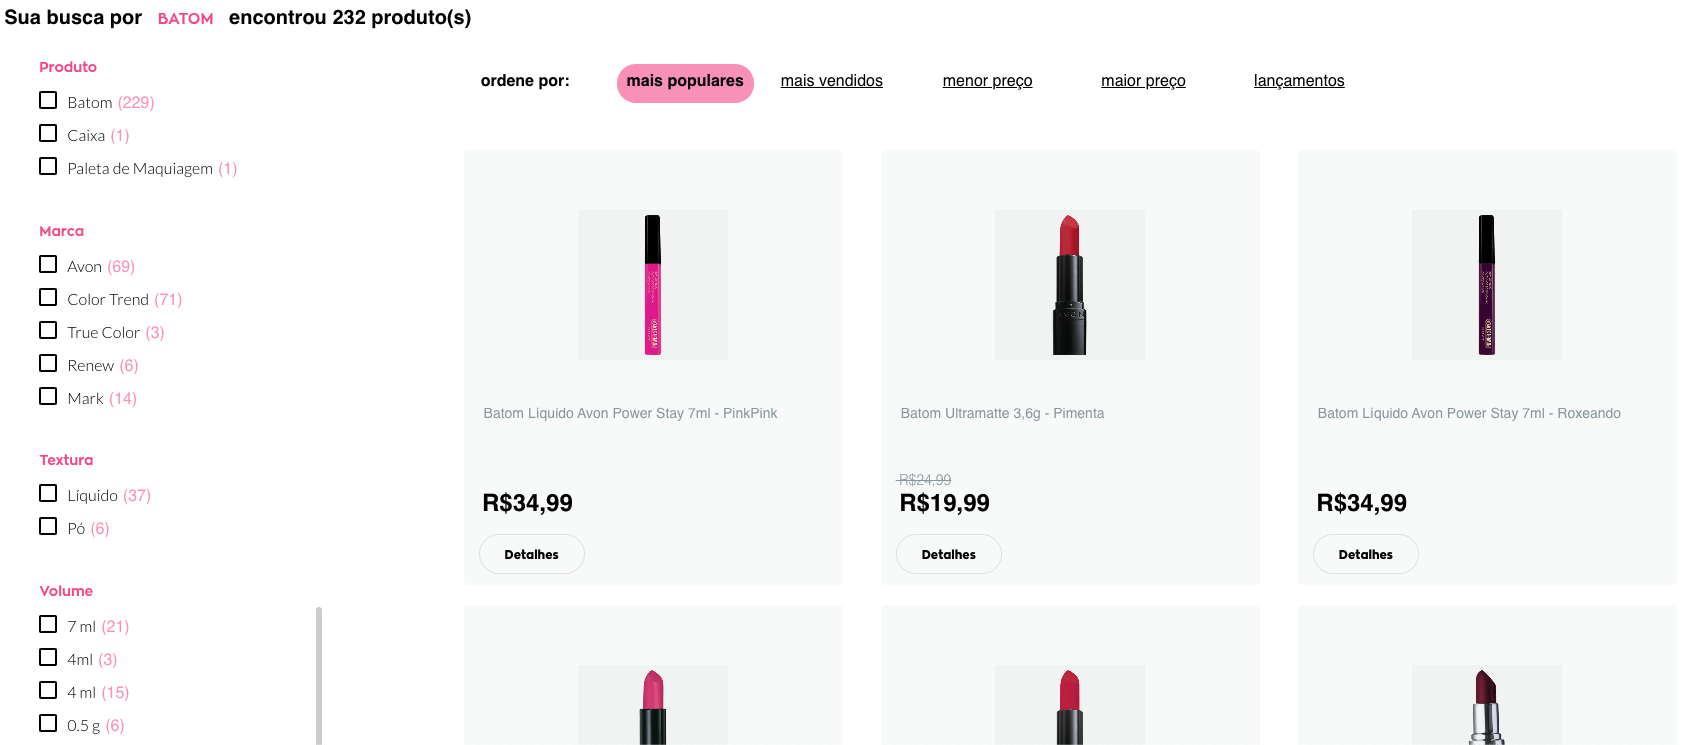 Sua busca por BATOM encontrou 232 produto(s)
Produto
Batom (229)
Caixa (1)
Paleta de Maquiagem (1)
Marca
Avon (69)
Color Trend (71)
True Color (3)
Renew (6)
Mark (14)
Textura
Líquido (37)
Pó (6)
Volume
7 ml (21)
4ml (3)
4 ml (15)
0.5 g (6)
ordene por: mais populares mais vendidos menor preço maior preço lançamentos
Batom Líquido Avon Power Stay 7ml - PinkPink
R$34,99
Detalhes
AVON
Batom Ultramatte 3,6g - Pimenta
R$24,99
R$19,99
Detalhes
Batom Líquido Avon Power Stay 7ml - Roxeando
R$34,99
Detalhes